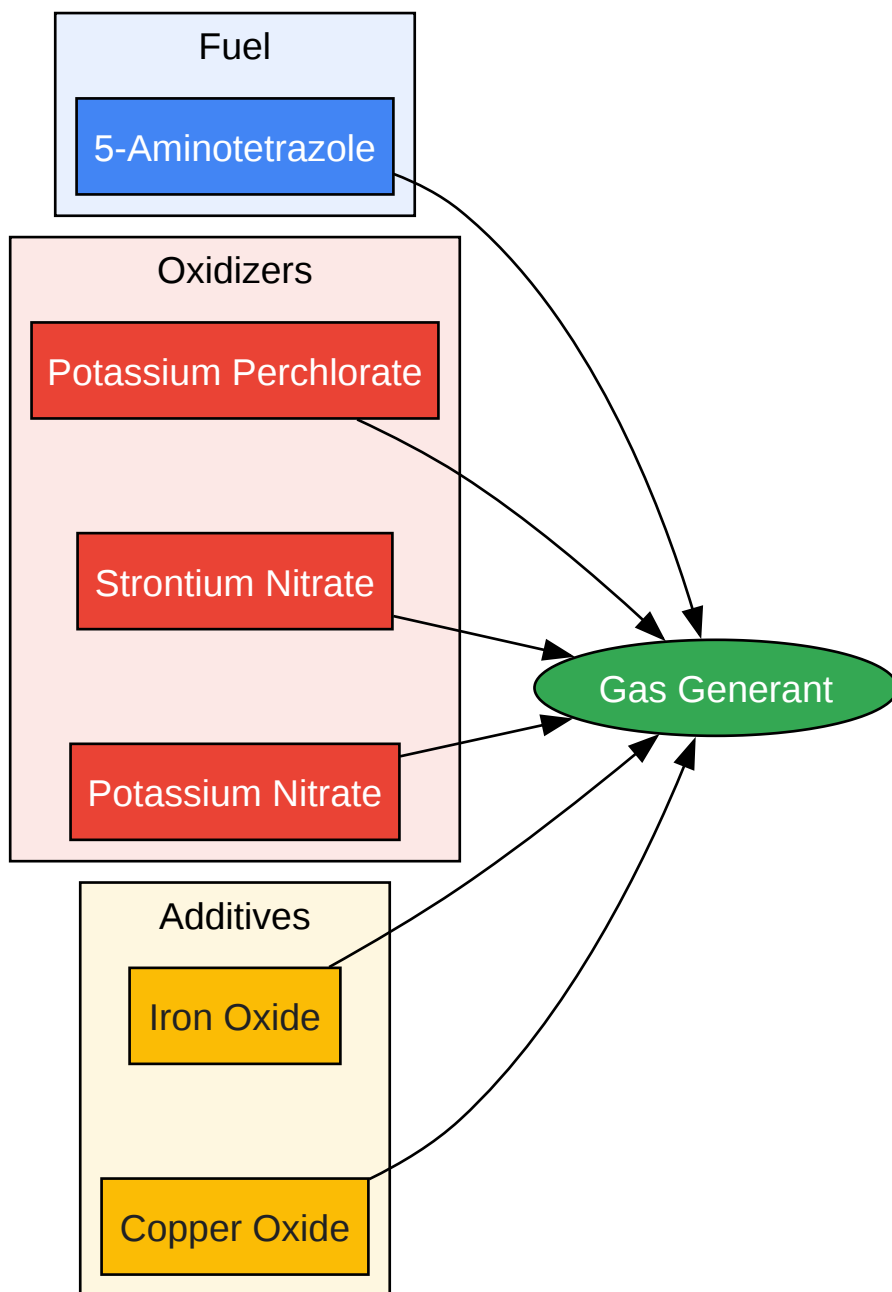 Fuel
5-Aminotetrazole
Oxidizers
Potassium Perchlorate
Strontium Nitrate
Gas Generant
Potassium Nitrate
Additives
Iron Oxide
Copper Oxide